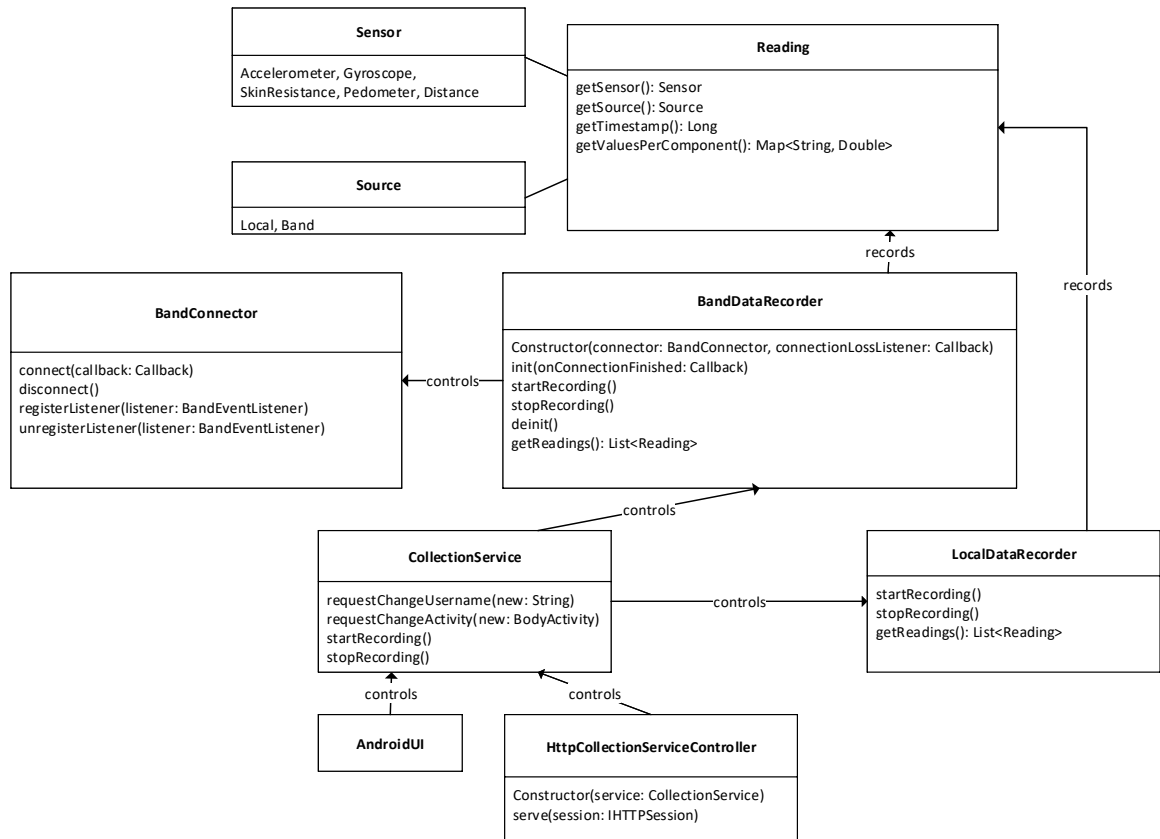 Sensor
Accelerometer, Gyroscope,
SkinResistance, Pedometer, Distance
Reading
getSensor(): Sensor
getSource(): Source
getTimestamp(): Long
getValuesPerComponent(): Map<String, Double>
Source
Local, Band
records
records
BandConnector
connect(callback: Callback)
disconnect()
registerListener(listener: BandEventListener)
unregisterListener(listener: BandEventListener)
controls
BandDataRecorder
Constructor(connector: BandConnector, connectionLossListener: Callback)
init(onConnectionFinished: Callback)
startRecording()
stopRecording()
deinit()
getReadings(): List<Reading>
controls
CollectionService
requestChangeUsername(new: String)
requestChangeActivity(new: BodyActivity)
startRecording()
stopRecording()
controls
LocalDataRecorder
startRecording()
stopRecording()
getReadings(): List<Reading>
controls
controls
AndroidUI
HttpCollectionServiceController
Constructor(service: CollectionService)
serve(session: IHTTPSession)